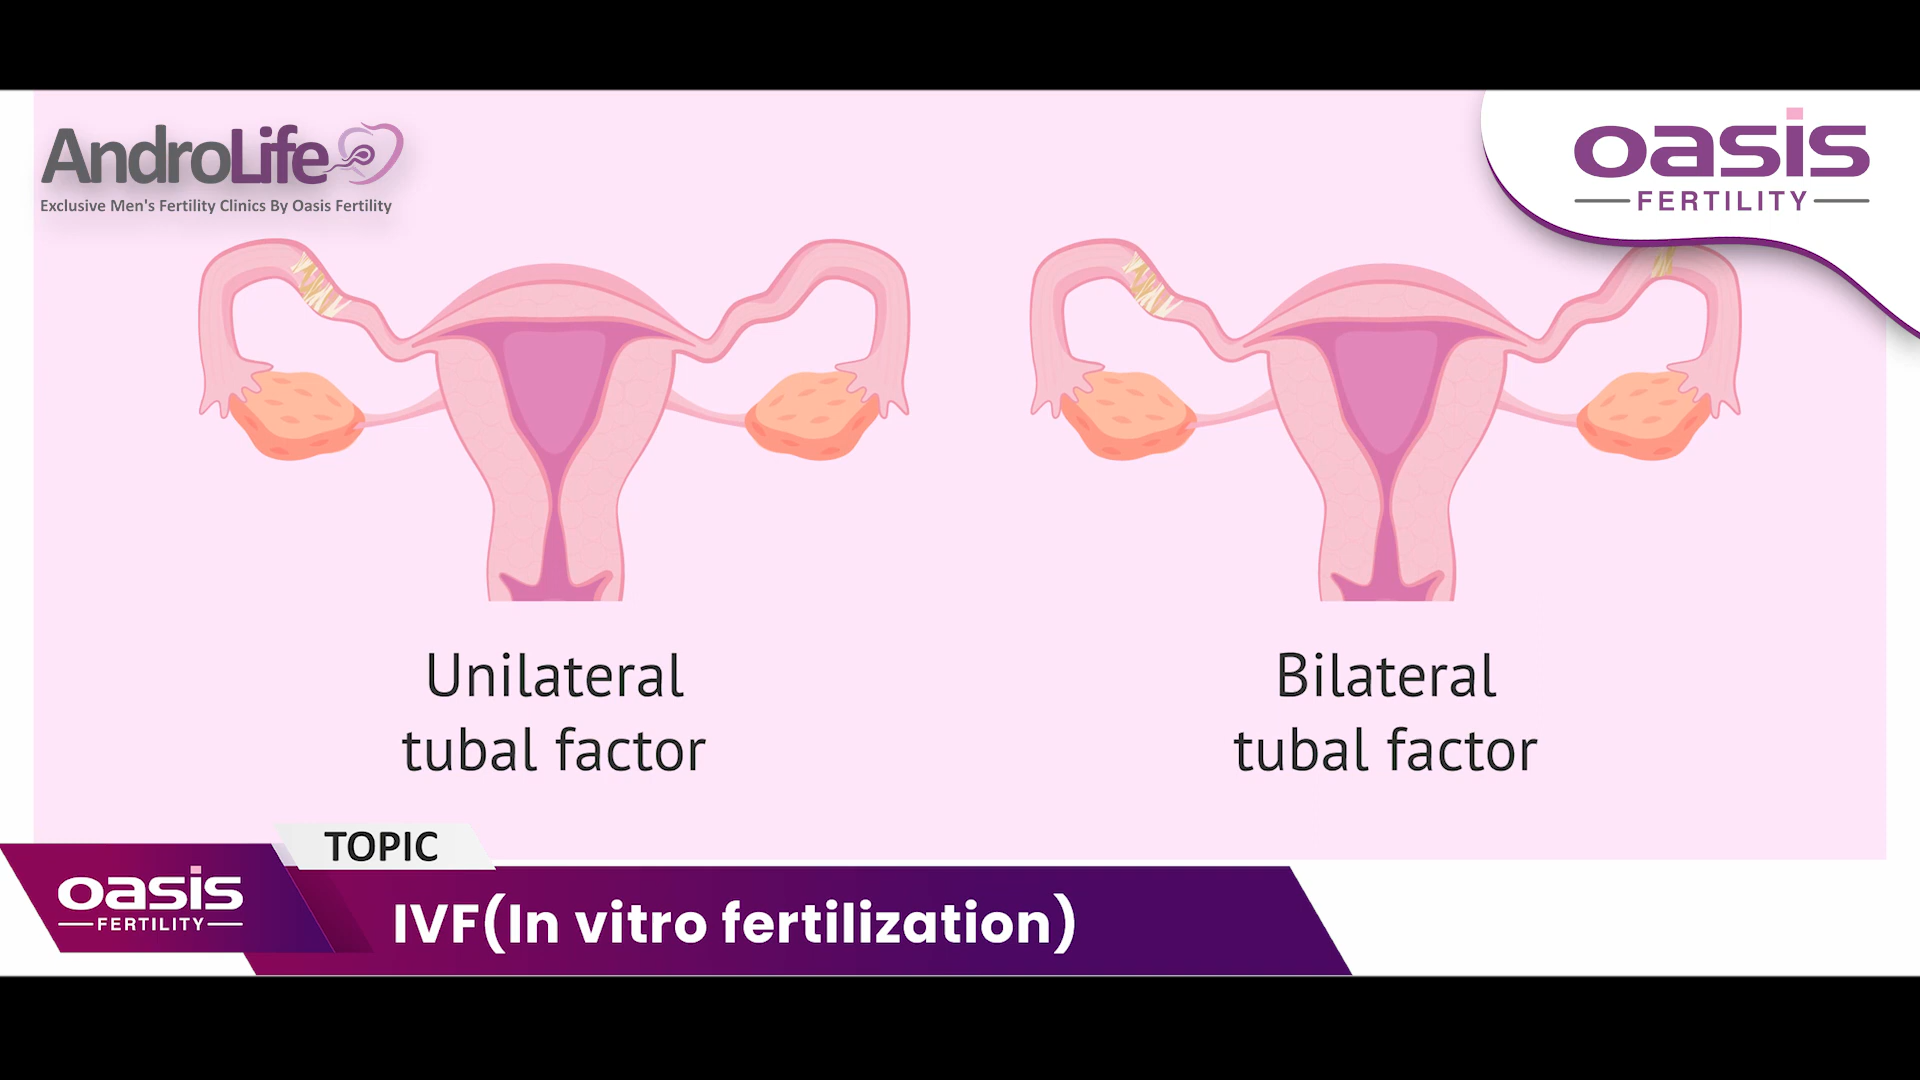 AndroLife
Exclusive Men's Fertility Clinics By Oasis Fertility
oasis
FERTILITY
Unilateral
tubal factor
Bilateral
tubal factor
TOPIC
oasis
FERTILITY
IVF(In vitro fertilization)